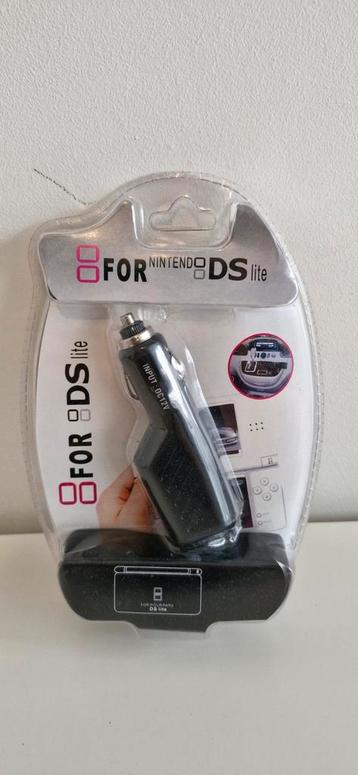 FOR NINTENDO DS lite
FOR DS lite
INPUT: DC12V
DS lite